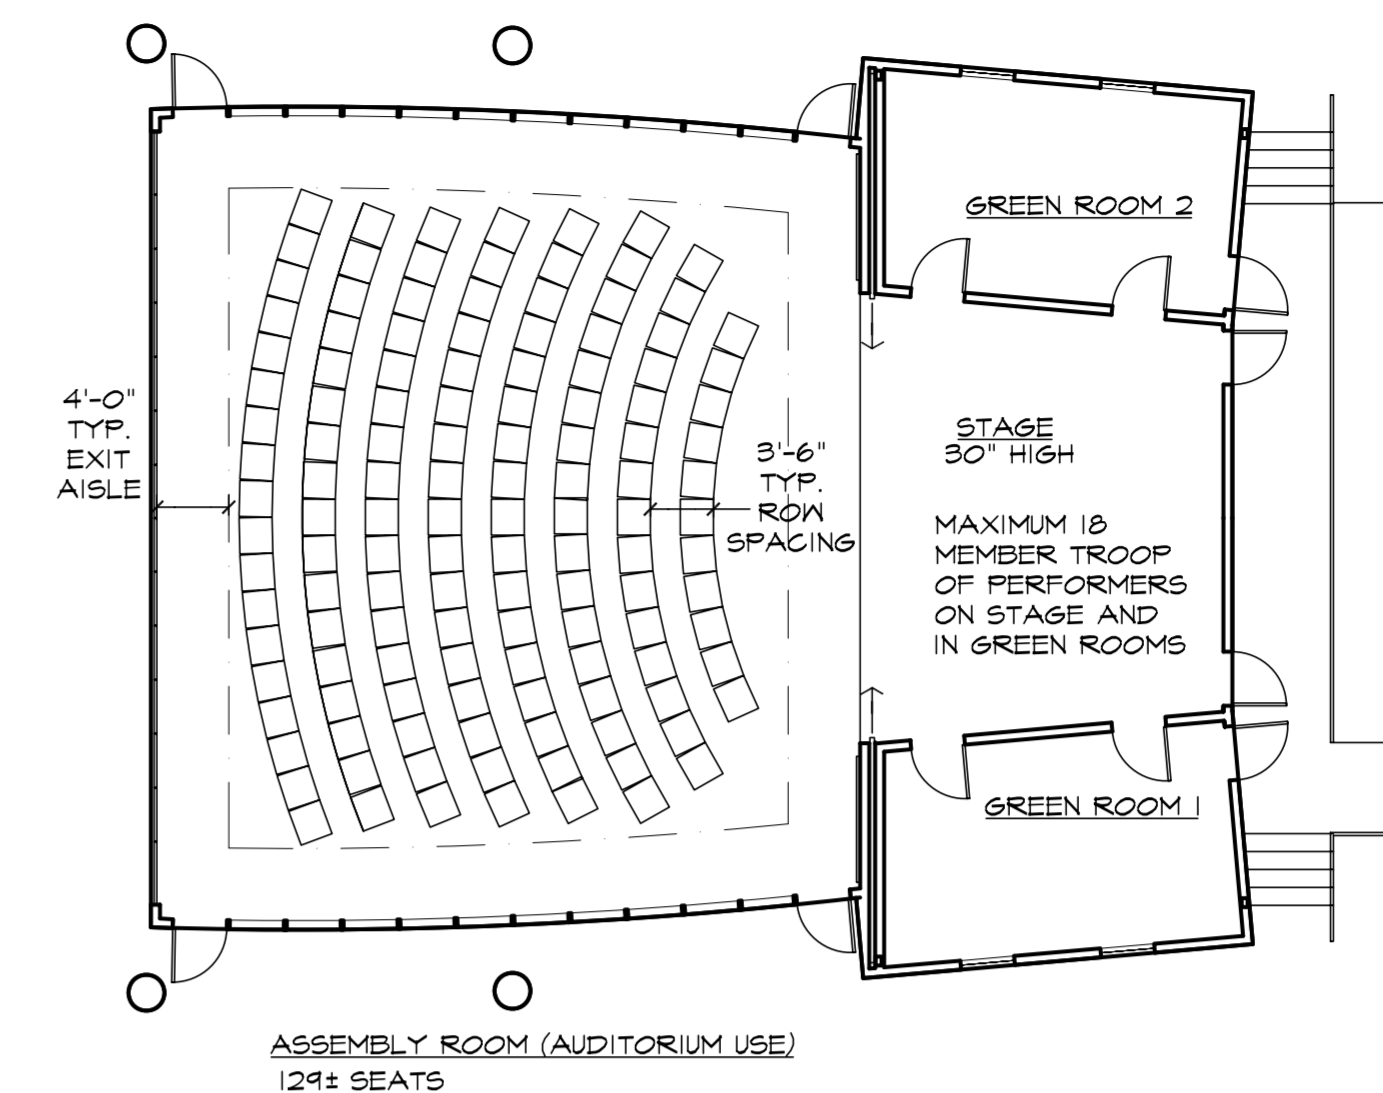 GREEN ROOM 2
4'-0"
TYP.
EXIT
AISLE
3'-6"
TYP.
ROW
SPACING
STAGE
30" HIGH
MAXIMUM 18
MEMBER TROOP
OF PERFORMERS
ON STAGE AND
IN GREEN ROOMS
GREEN ROOM 1
ASSEMBLY ROOM (AUDITORIUM USE)
129± SEATS